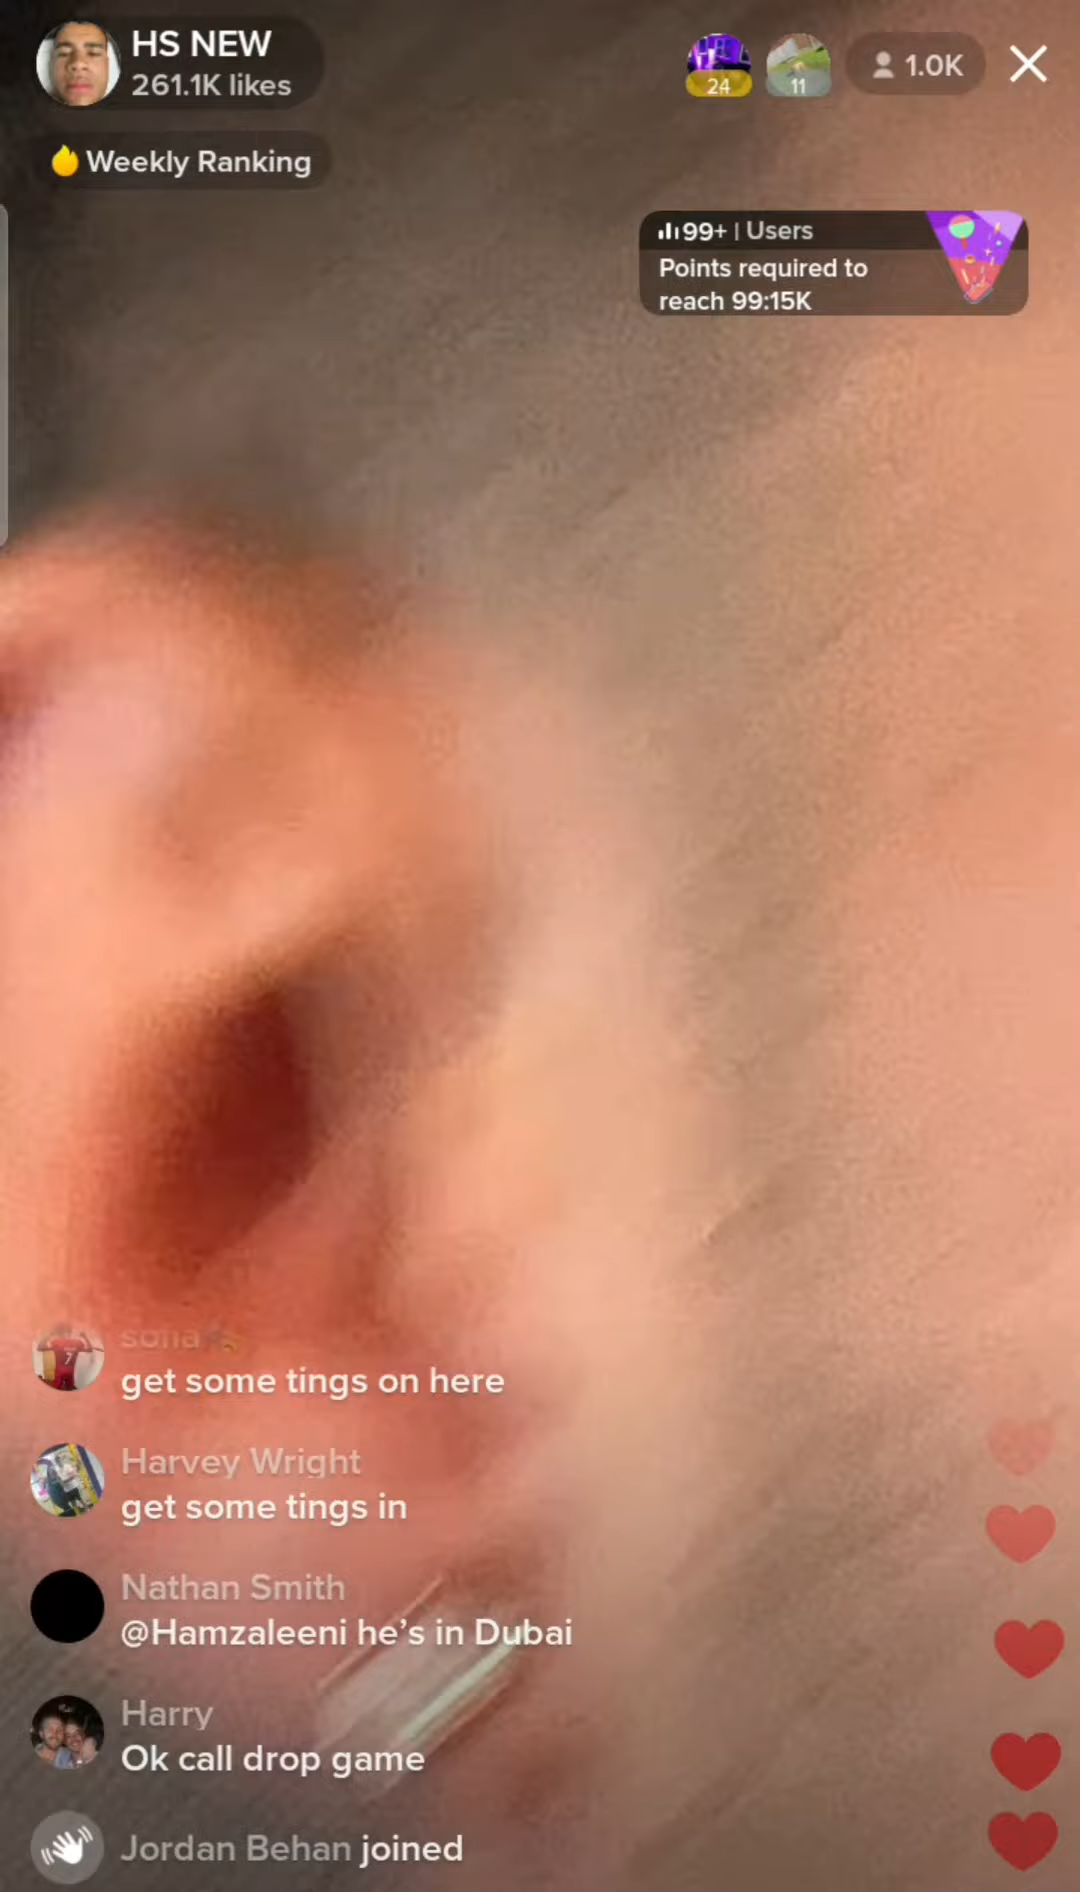 HS NEW
261.1K likes
24
11
1.0K
Weekly Ranking
99+ | Users
Points required to
reach 99:15K
7
sofia
get some tings on here
Harvey Wright
get some tings in
Nathan Smith
@Hamzaleeni he's in Dubai
Harry
Ok call drop game
Jordan Behan joined